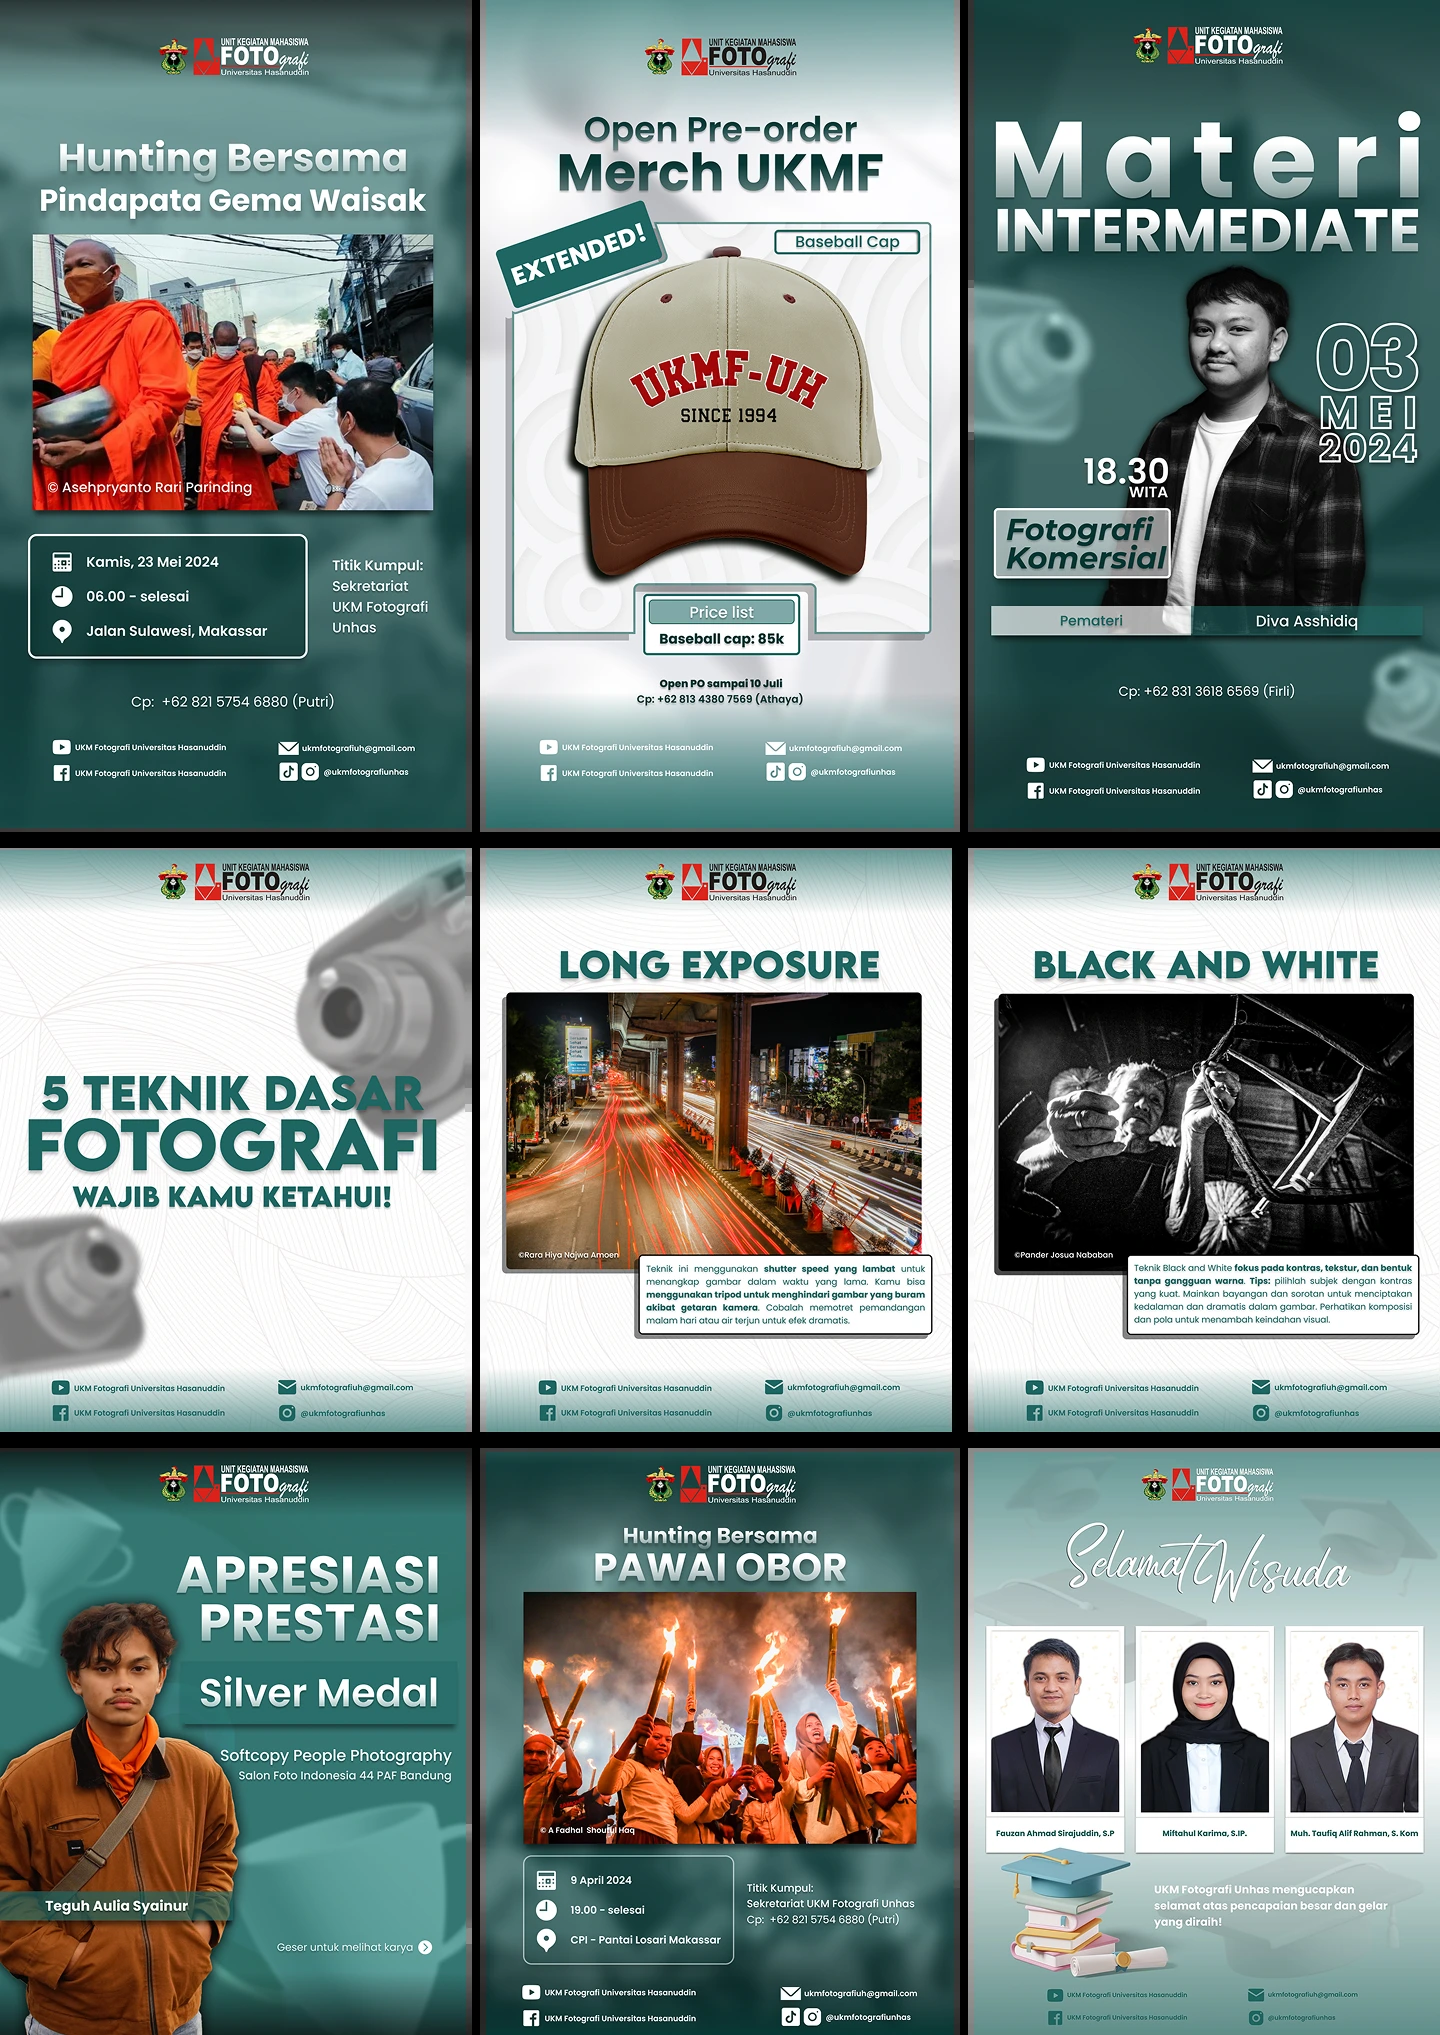 UNIT KEGIATAN MAHASISWA
FOTOgrafi
Universitas Hasanuddin
Hunting Bersama
Pindapata Gema Waisak
© Asehpryanto Rari Parinding
Kamis, 23 Mei 2024
06.00 - selesai
Jalan Sulawesi, Makassar
Titik Kumpul:
Sekretariat
UKM Fotografi
Unhas
Cp: +62 821 5754 6880 (Putri)
UKM Fotografi Universitas Hasanuddin
ukmfotografiuh@gmail.com
UKM Fotografi Universitas Hasanuddin
@ukmfotografiunhas
UNIT KEGIATAN MAHASISWA
FOTOgrafi
Universitas Hasanuddin
Open Pre-order
Merch UKMF
EXTENDED!
Baseball Cap
UKMF-UH
SINCE 1994
Price list
Baseball cap: 85k
Open PO sampai 10 Juli
Cp: +62 813 4380 7569 (Athaya)
UKM Fotografi Universitas Hasanuddin
ukmfotografiuh@gmail.com
UKM Fotografi Universitas Hasanuddin
@ukmfotografiunhas
UNIT KEGIATAN MAHASISWA
FOTOgrafi
Universitas Hasanuddin
Materi
INTERMEDIATE
03
MEI
2024
18.30
WITA
Fotografi
Komersial
Pemateri
Diva Asshidiq
Cp: +62 831 3618 6569 (Firli)
UKM Fotografi Universitas Hasanuddin
ukmfotografiuh@gmail.com
UKM Fotografi Universitas Hasanuddin
@ukmfotografiunhas
UNIT KEGIATAN MAHASISWA
FOTOgrafi
Universitas Hasanuddin
5 TEKNIK DASAR
FOTOGRAFI
WAJIB KAMU KETAHUI!
UKM Fotografi Universitas Hasanuddin
ukmfotografiuh@gmail.com
UKM Fotografi Universitas Hasanuddin
@ukmfotografiunhas
UNIT KEGIATAN MAHASISWA
FOTOgrafi
Universitas Hasanuddin
LONG EXPOSURE
©Rara Hiya Najwa Amoen
Teknik ini menggunakan shutter speed yang lambat untuk
menangkap gambar dalam waktu yang lama. Kamu bisa
menggunakan tripod untuk menghindari gambar yang buram
akibat getaran kamera. Cobalah memotret pemandangan
malam hari atau air terjun untuk efek dramatis.
UKM Fotografi Universitas Hasanuddin
ukmfotografiuh@gmail.com
UKM Fotografi Universitas Hasanuddin
@ukmfotografiunhas
UNIT KEGIATAN MAHASISWA
FOTOgrafi
Universitas Hasanuddin
BLACK AND WHITE
©Pander Josua Nababan
Teknik Black and White fokus pada kontras, tekstur, dan bentuk
tanpa gangguan warna. Tips: pilihlah subjek dengan kontras
yang kuat. Mainkan bayangan dan sorotan untuk menciptakan
kedalaman dan dramatis dalam gambar. Perhatikan komposisi
dan pola untuk menambah keindahan visual.
UKM Fotografi Universitas Hasanuddin
ukmfotografiuh@gmail.com
UKM Fotografi Universitas Hasanuddin
@ukmfotografiunhas
UNIT KEGIATAN MAHASISWA
FOTOgrafi
Universitas Hasanuddin
APRESIASI
PRESTASI
Silver Medal
Softcopy People Photography
Salon Foto Indonesia 44 PAF Bandung
Teguh Aulia Syainur
Geser untuk melihat karya
UNIT KEGIATAN MAHASISWA
FOTOgrafi
Universitas Hasanuddin
Hunting Bersama
PAWAI OBOR
© A Fadhal Shoutul Haq
9 April 2024
19.00 - selesai
CPI - Pantai Losari Makassar
Titik Kumpul:
Sekretariat UKM Fotografi Unhas
Cp: +62 821 5754 6880 (Putri)
UKM Fotografi Universitas Hasanuddin
ukmfotografiuh@gmail.com
UKM Fotografi Universitas Hasanuddin
@ukmfotografiunhas
UNIT KEGIATAN MAHASISWA
FOTOgrafi
Universitas Hasanuddin
Selamat Wisuda
Fauzan Ahmad Sirajuddin, S.P
Miftahul Karima, S.IP.
Muh. Taufiq Alif Rahman, S. Kom
UKM Fotografi Unhas mengucapkan
selamat atas pencapaian besar dan gelar
yang diraih!
UKM Fotografi Universitas Hasanuddin
ukmfotografiuh@gmail.com
UKM Fotografi Universitas Hasanuddin
@ukmfotografiunhas